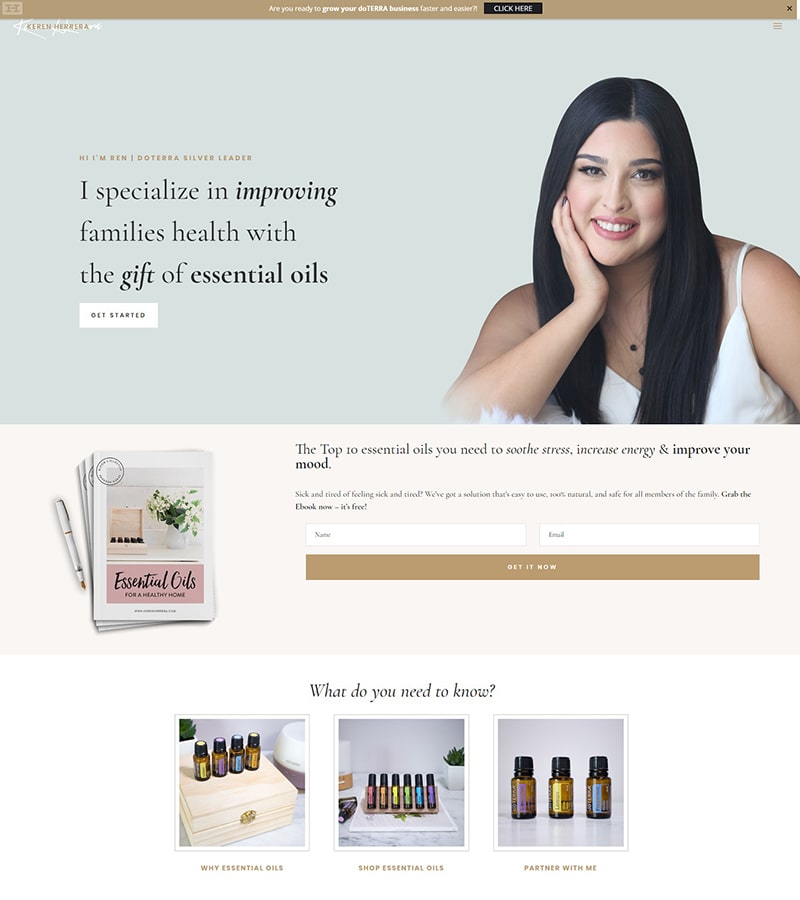 Are you ready to grow your doTERRA business faster and easier?! CLICK HERE ×
KEREN HERRERA
HI I'M REN | DOTERRA SILVER LEADER
I specialize in improving
families health with
the gift of essential oils
GET STARTED
The Top 10 essential oils you need to soothe stress, increase energy & improve your
mood.
Sick and tired of feeling sick and tired? We've got a solution that's easy to use, 100% natural, and safe for all members of the family. Grab the
Ebook now – it's free!
Name
Email
GET IT NOW
Essential Oils
FOR A HEALTHY HOME
WWW.KERENHERRERA.COM
What do you need to know?
WHY ESSENTIAL OILS
SHOP ESSENTIAL OILS
PARTNER WITH ME